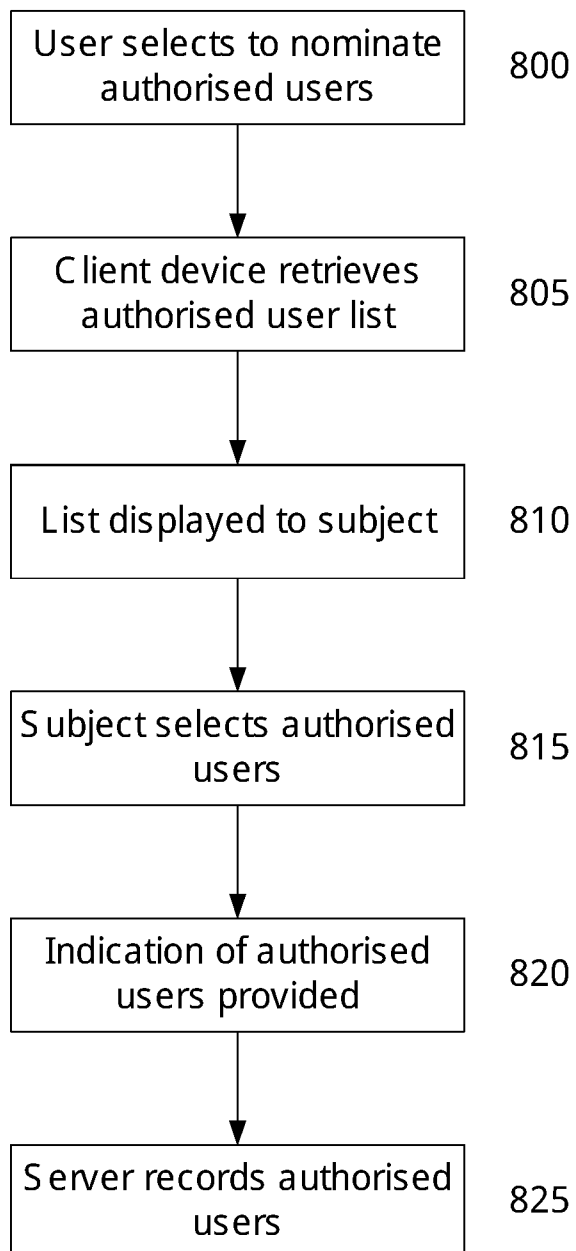 User selects to nominate
authorised users
800
Client device retrieves
authorised user list
805
List displayed to subject
810
Subject selects authorised
users
815
Indication of authorised
users provided
820
Server records authorised
users
825